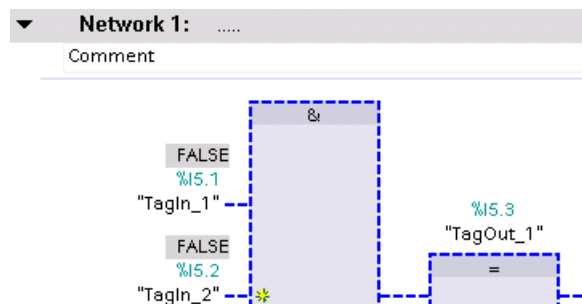 Network 1: .....
Comment
&
FALSE
%I5.1
"TagIn_1"
%I5.3
"TagOut_1"
FALSE
%I5.2
=
"TagIn_2"